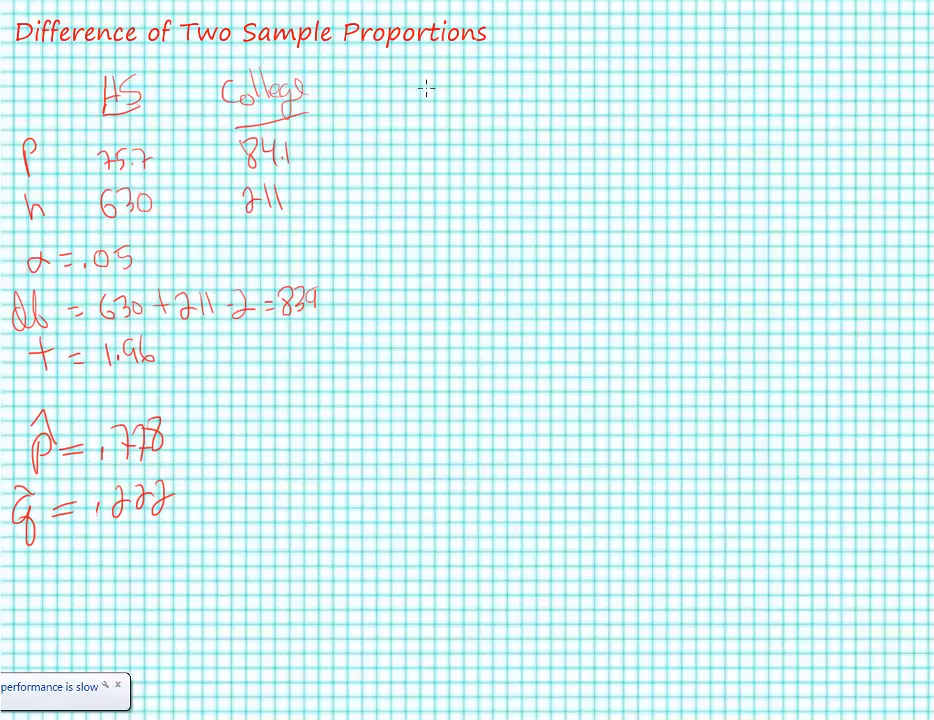 Difference of Two Sample Proportions
HS College
p 75.7 84.1
n 630 211
α = .05
df = 630 + 211 - 2 = 839
t = 1.96
p̂ = .778
q̂ = .222
performance is slow